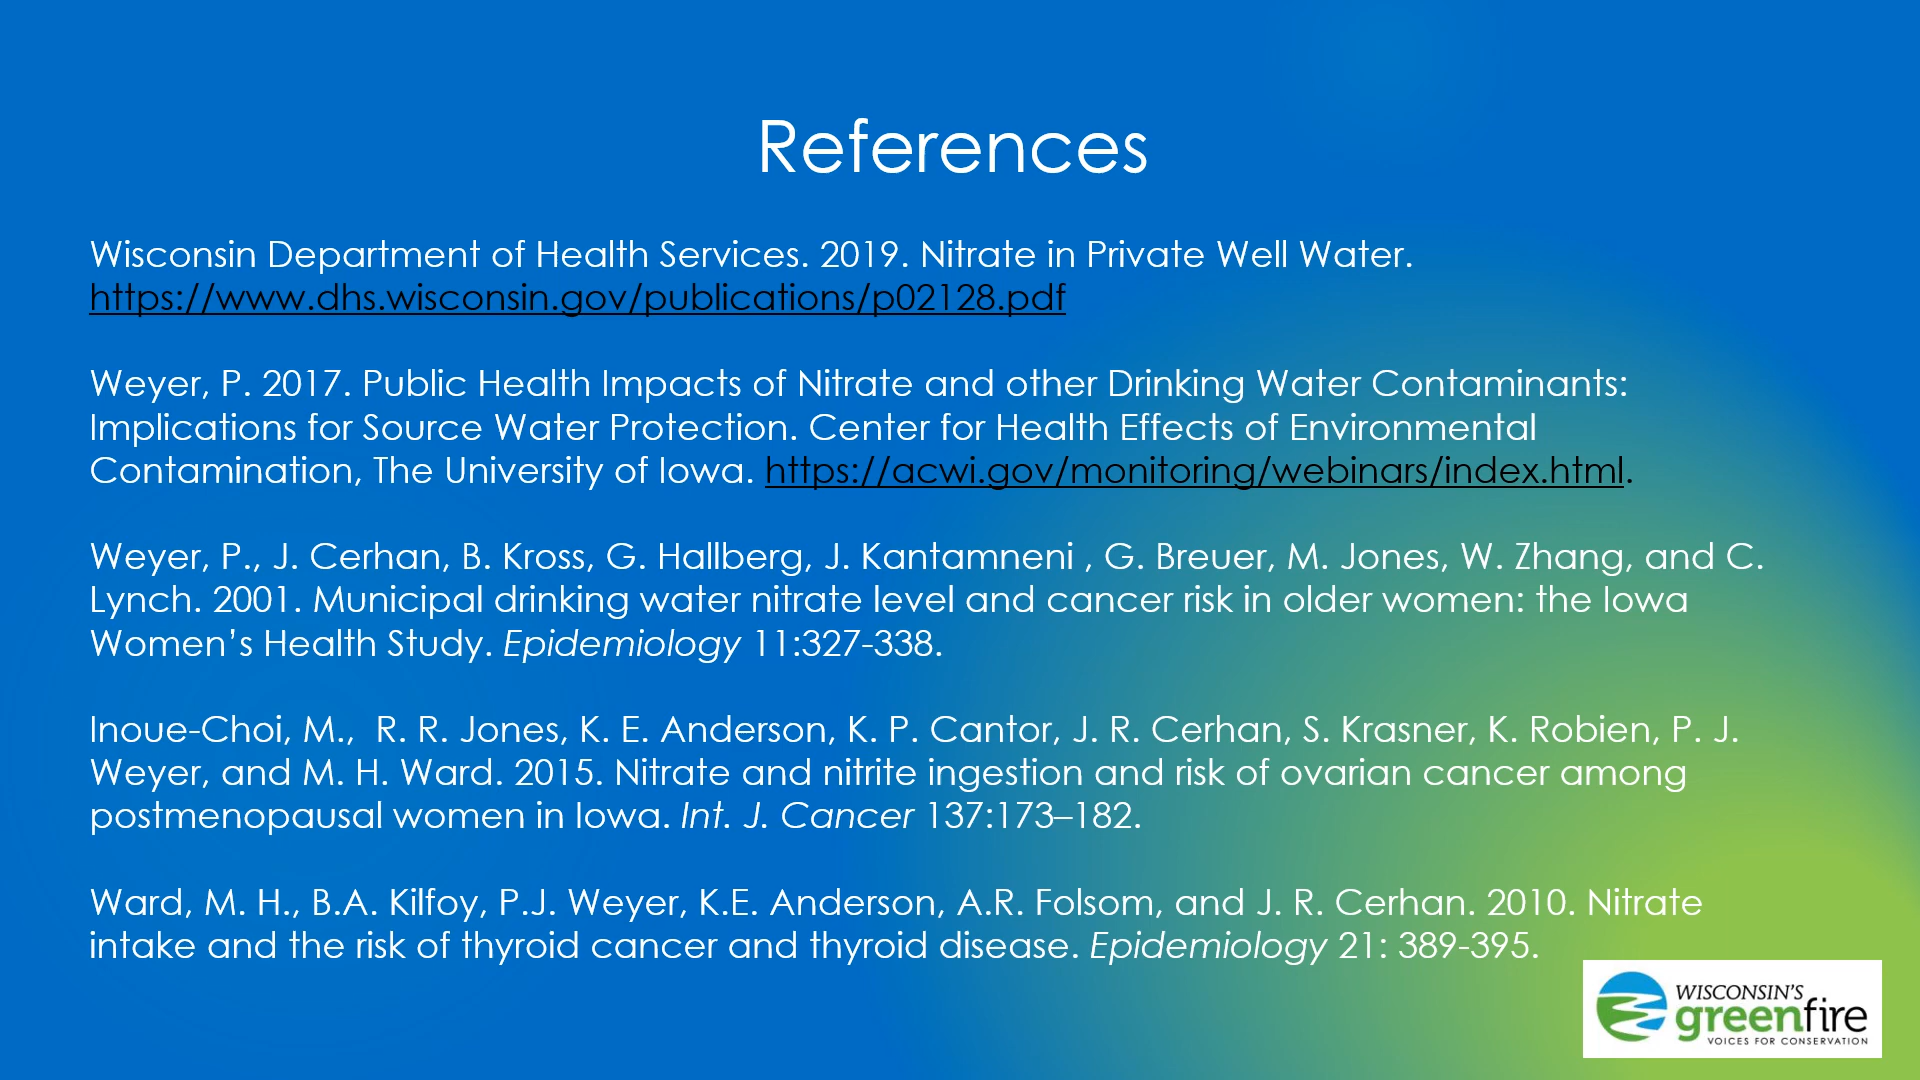 References
Wisconsin Department of Health Services. 2019. Nitrate in Private Well Water.
https://www.dhs.wisconsin.gov/publications/p02128.pdf
Weyer, P. 2017. Public Health Impacts of Nitrate and other Drinking Water Contaminants:
Implications for Source Water Protection. Center for Health Effects of Environmental
Contamination, The University of Iowa. https://acwi.gov/monitoring/webinars/index.html.
Weyer, P., J. Cerhan, B. Kross, G. Hallberg, J. Kantamneni , G. Breuer, M. Jones, W. Zhang, and C.
Lynch. 2001. Municipal drinking water nitrate level and cancer risk in older women: the Iowa
Women’s Health Study. Epidemiology 11:327-338.
Inoue-Choi, M.,  R. R. Jones, K. E. Anderson, K. P. Cantor, J. R. Cerhan, S. Krasner, K. Robien, P. J.
Weyer, and M. H. Ward. 2015. Nitrate and nitrite ingestion and risk of ovarian cancer among
postmenopausal women in Iowa. Int. J. Cancer 137:173–182.
Ward, M. H., B.A. Kilfoy, P.J. Weyer, K.E. Anderson, A.R. Folsom, and J. R. Cerhan. 2010. Nitrate
intake and the risk of thyroid cancer and thyroid disease. Epidemiology 21: 389-395.
WISCONSIN'S
greenfire
VOICES FOR CONSERVATION